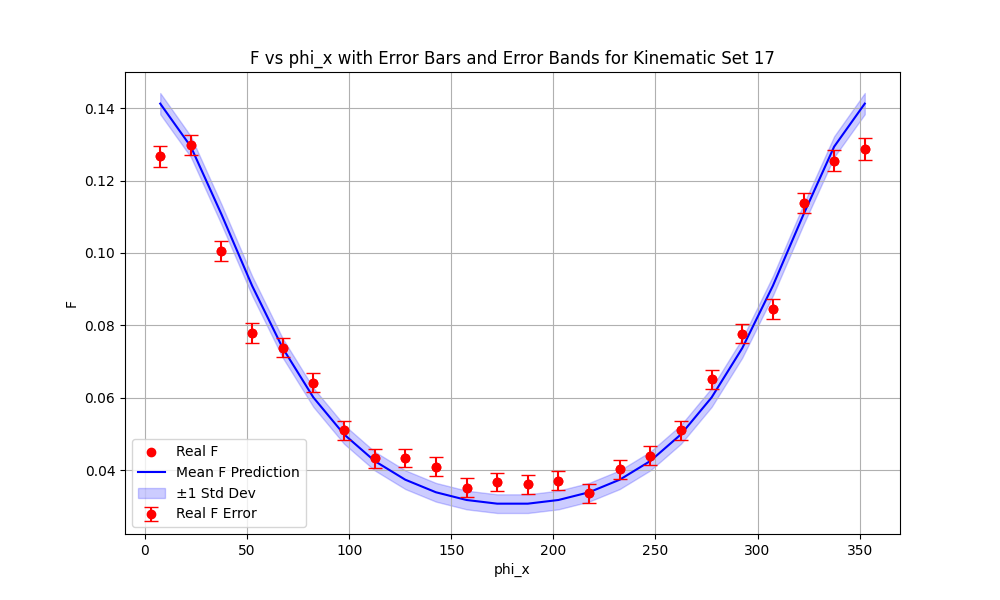 F vs phi_x with Error Bars and Error Bands for Kinematic Set 17
F
0.14
0.12
0.10
0.08
0.06
0.04
Real F
Mean F Prediction
±1 Std Dev
Real F Error
0 50 100 150 200 250 300 350
phi_x